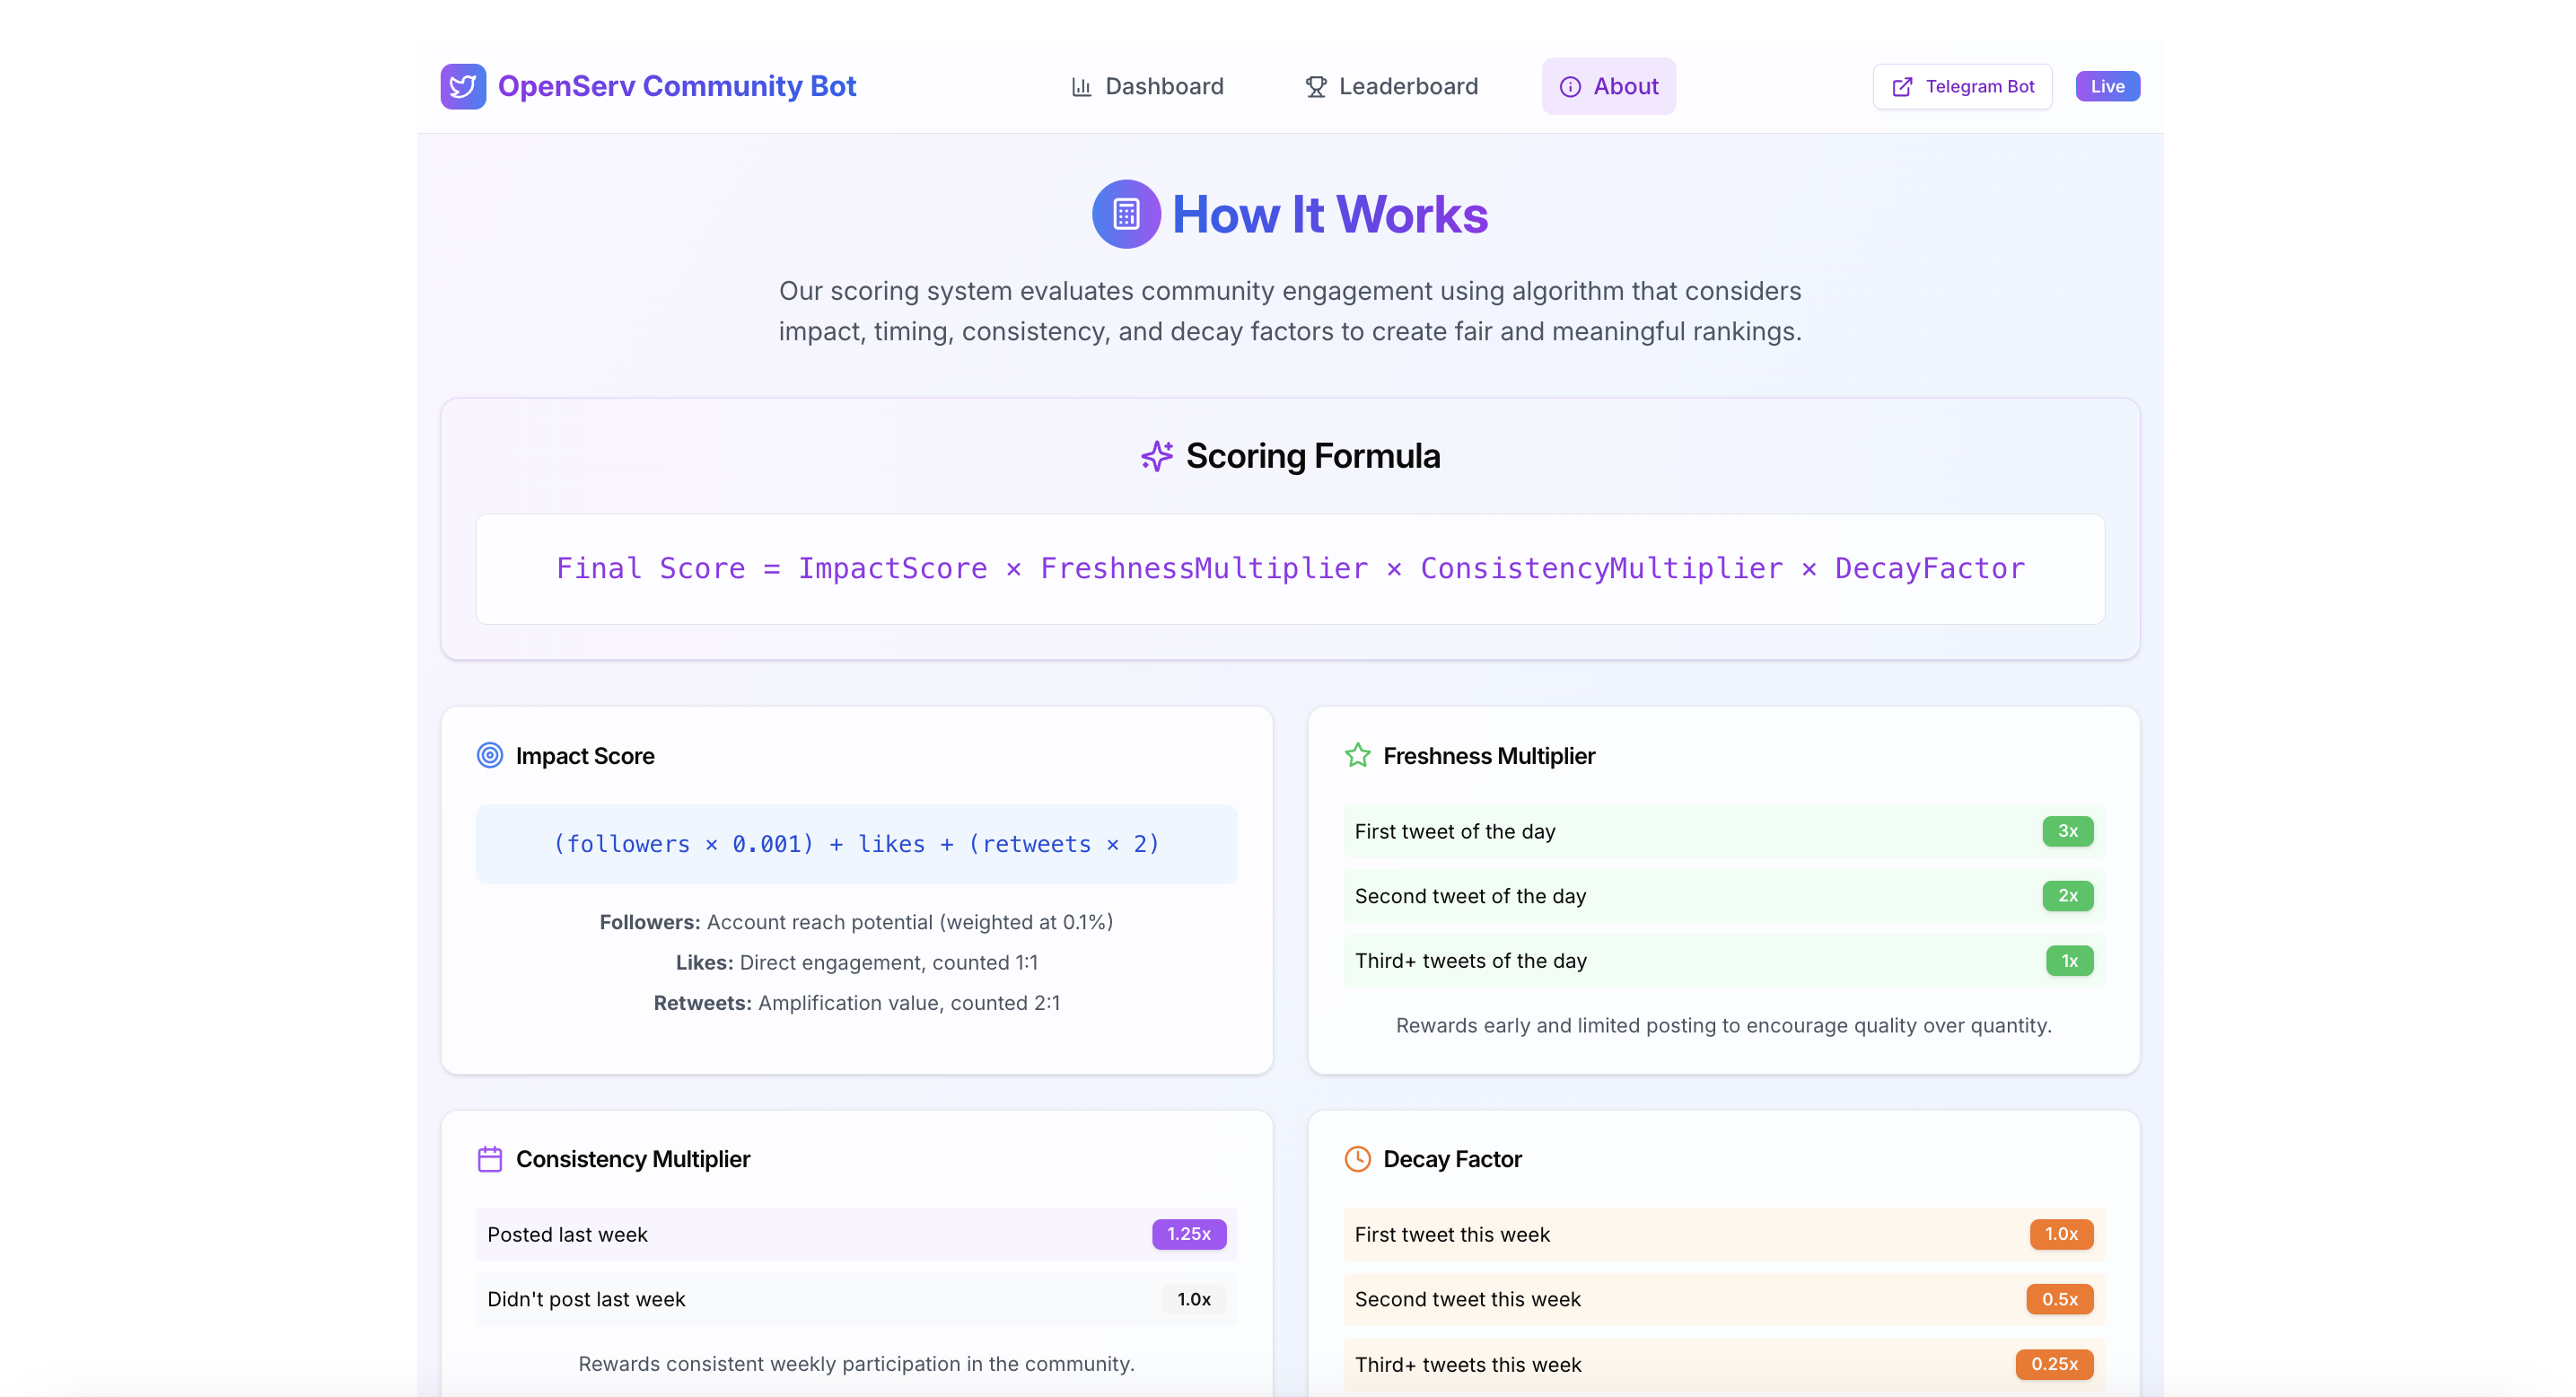 OpenServ Community Bot
Dashboard
Leaderboard
About
Telegram Bot
Live
How It Works
Our scoring system evaluates community engagement using algorithm that considers
impact, timing, consistency, and decay factors to create fair and meaningful rankings.
Scoring Formula
Final Score = ImpactScore × FreshnessMultiplier × ConsistencyMultiplier × DecayFactor
Impact Score
(followers × 0.001) + likes + (retweets × 2)
Followers: Account reach potential (weighted at 0.1%)
Likes: Direct engagement, counted 1:1
Retweets: Amplification value, counted 2:1
Freshness Multiplier
First tweet of the day 3x
Second tweet of the day 2x
Third+ tweets of the day 1x
Rewards early and limited posting to encourage quality over quantity.
Consistency Multiplier
Posted last week 1.25x
Didn't post last week 1.0x
Rewards consistent weekly participation in the community.
Decay Factor
First tweet this week 1.0x
Second tweet this week 0.5x
Third+ tweets this week 0.25x